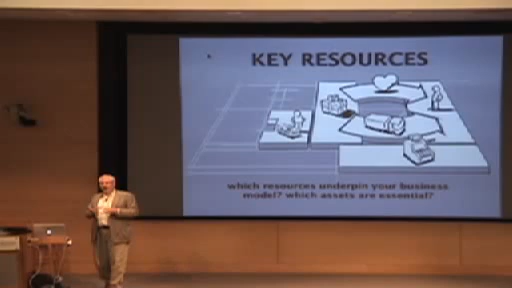 KEY RESOURCES
which resources underpin your business
model? which assets are essential?